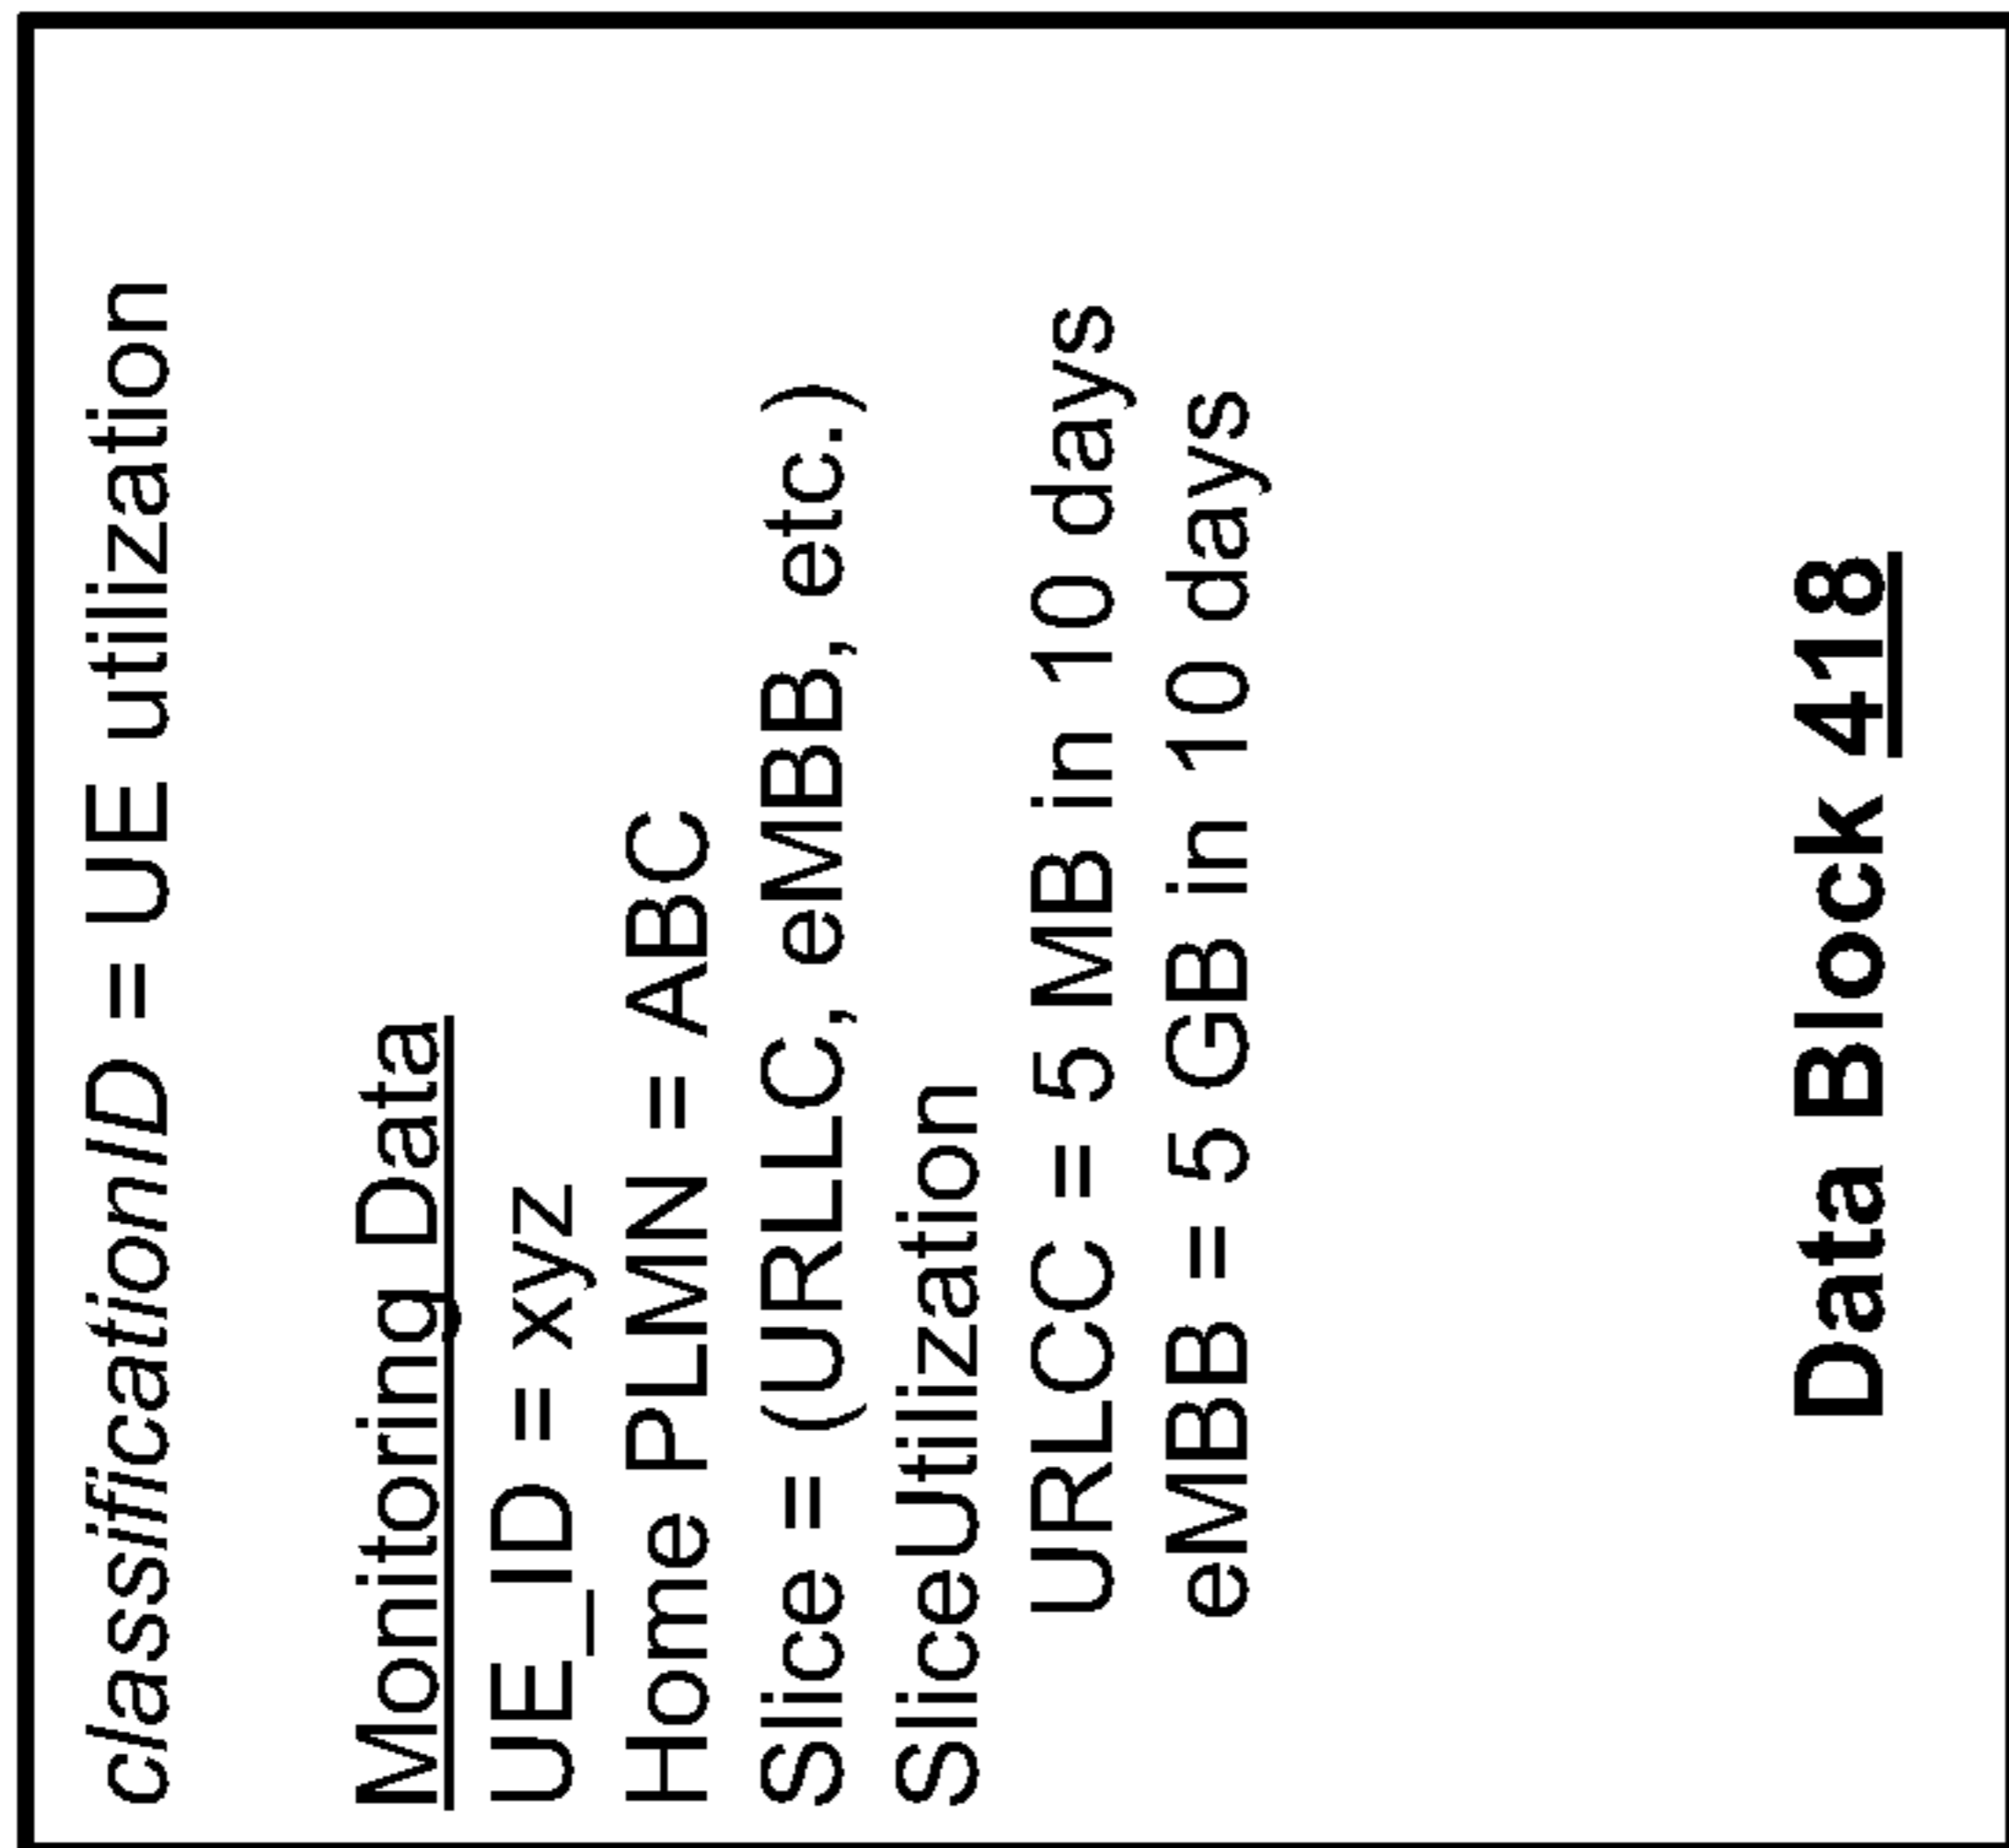 classificationID = UE utilization
Monitoring Data
UE_ID = xyz
Home PLMN = ABC
Slice = (URLLC, eMBB, etc.)
SliceUtilization
URLCC = 5 MB in 10 days
eMBB = 5 GB in 10 days
Data Block 418